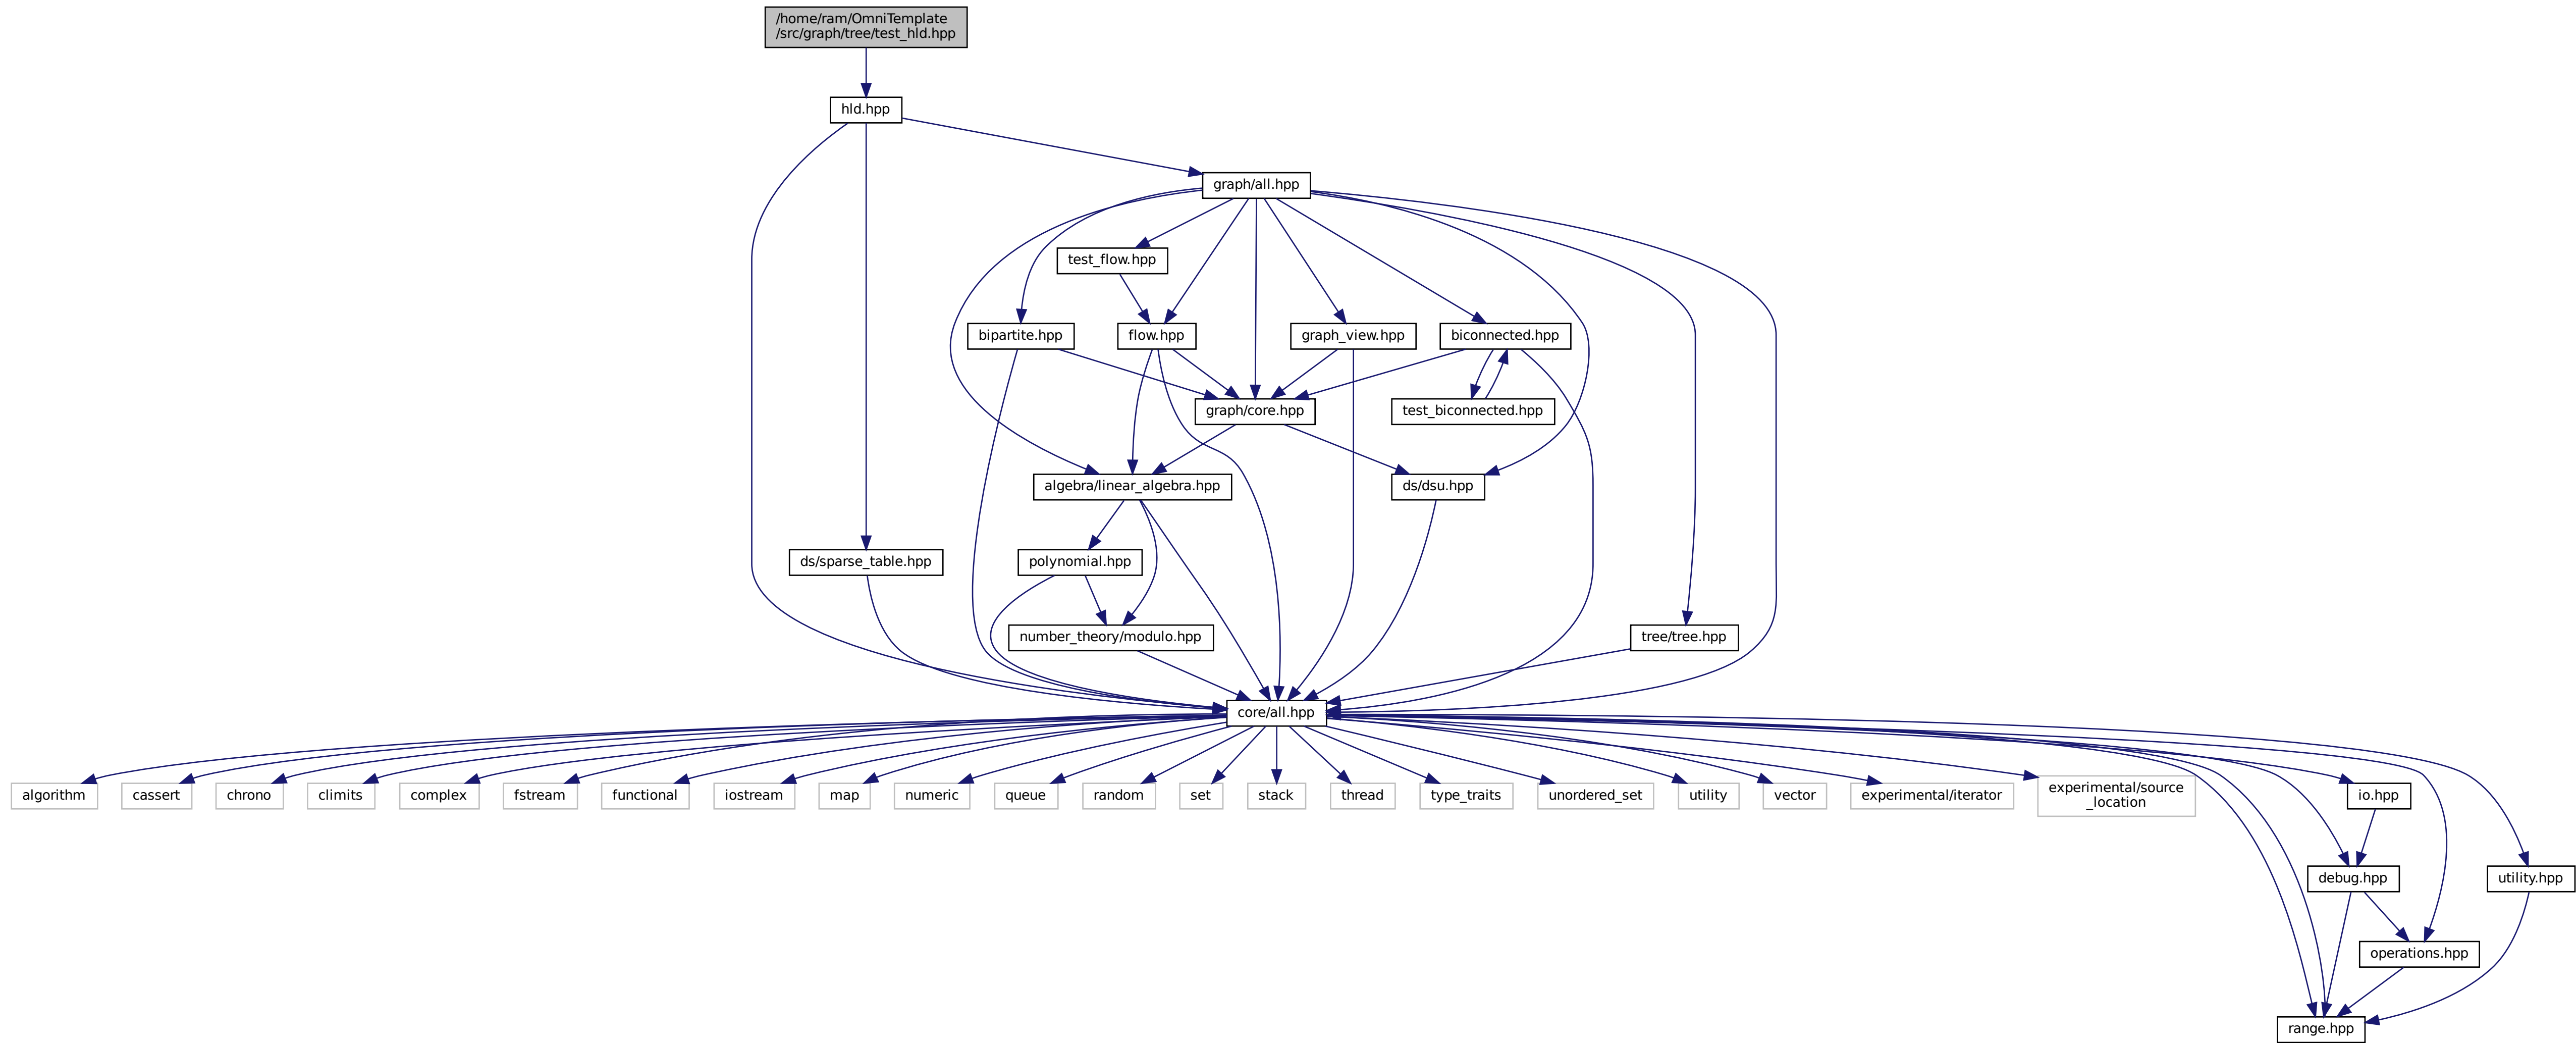 /home/ram/OmniTemplate
/src/graph/tree/test_hld.hpp
hld.hpp
graph/all.hpp
test_flow.hpp
bipartite.hpp
flow.hpp
graph_view.hpp
biconnected.hpp
graph/core.hpp
test_biconnected.hpp
algebra/linear_algebra.hpp
ds/dsu.hpp
ds/sparse_table.hpp
polynomial.hpp
number_theory/modulo.hpp
tree/tree.hpp
core/all.hpp
algorithm
cassert
chrono
climits
complex
fstream
functional
iostream
map
numeric
queue
random
set
stack
thread
type_traits
unordered_set
utility
vector
experimental/iterator
experimental/source
_location
io.hpp
debug.hpp
utility.hpp
operations.hpp
range.hpp